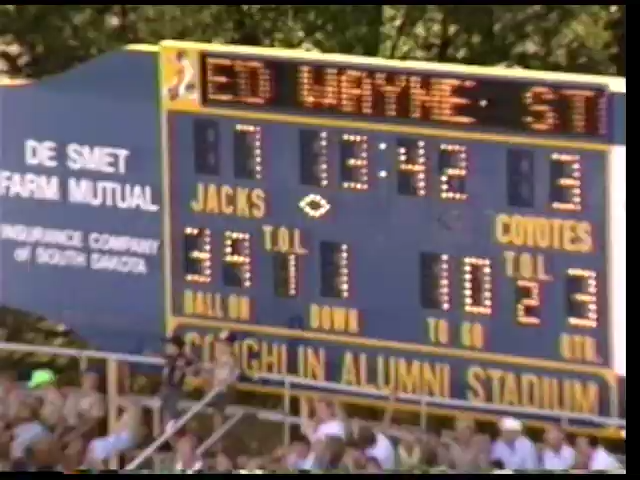 ED WAYNE ST
DE SMET
FARM MUTUAL
INSURANCE COMPANY
of SOUTH DAKOTA
7 13:42 3
JACKS COYOTES
T.O.L. T.O.L.
39 1 1 10 2 3
BALL ON DOWN TO GO QTR.
COUGHLIN ALUMNI STADIUM